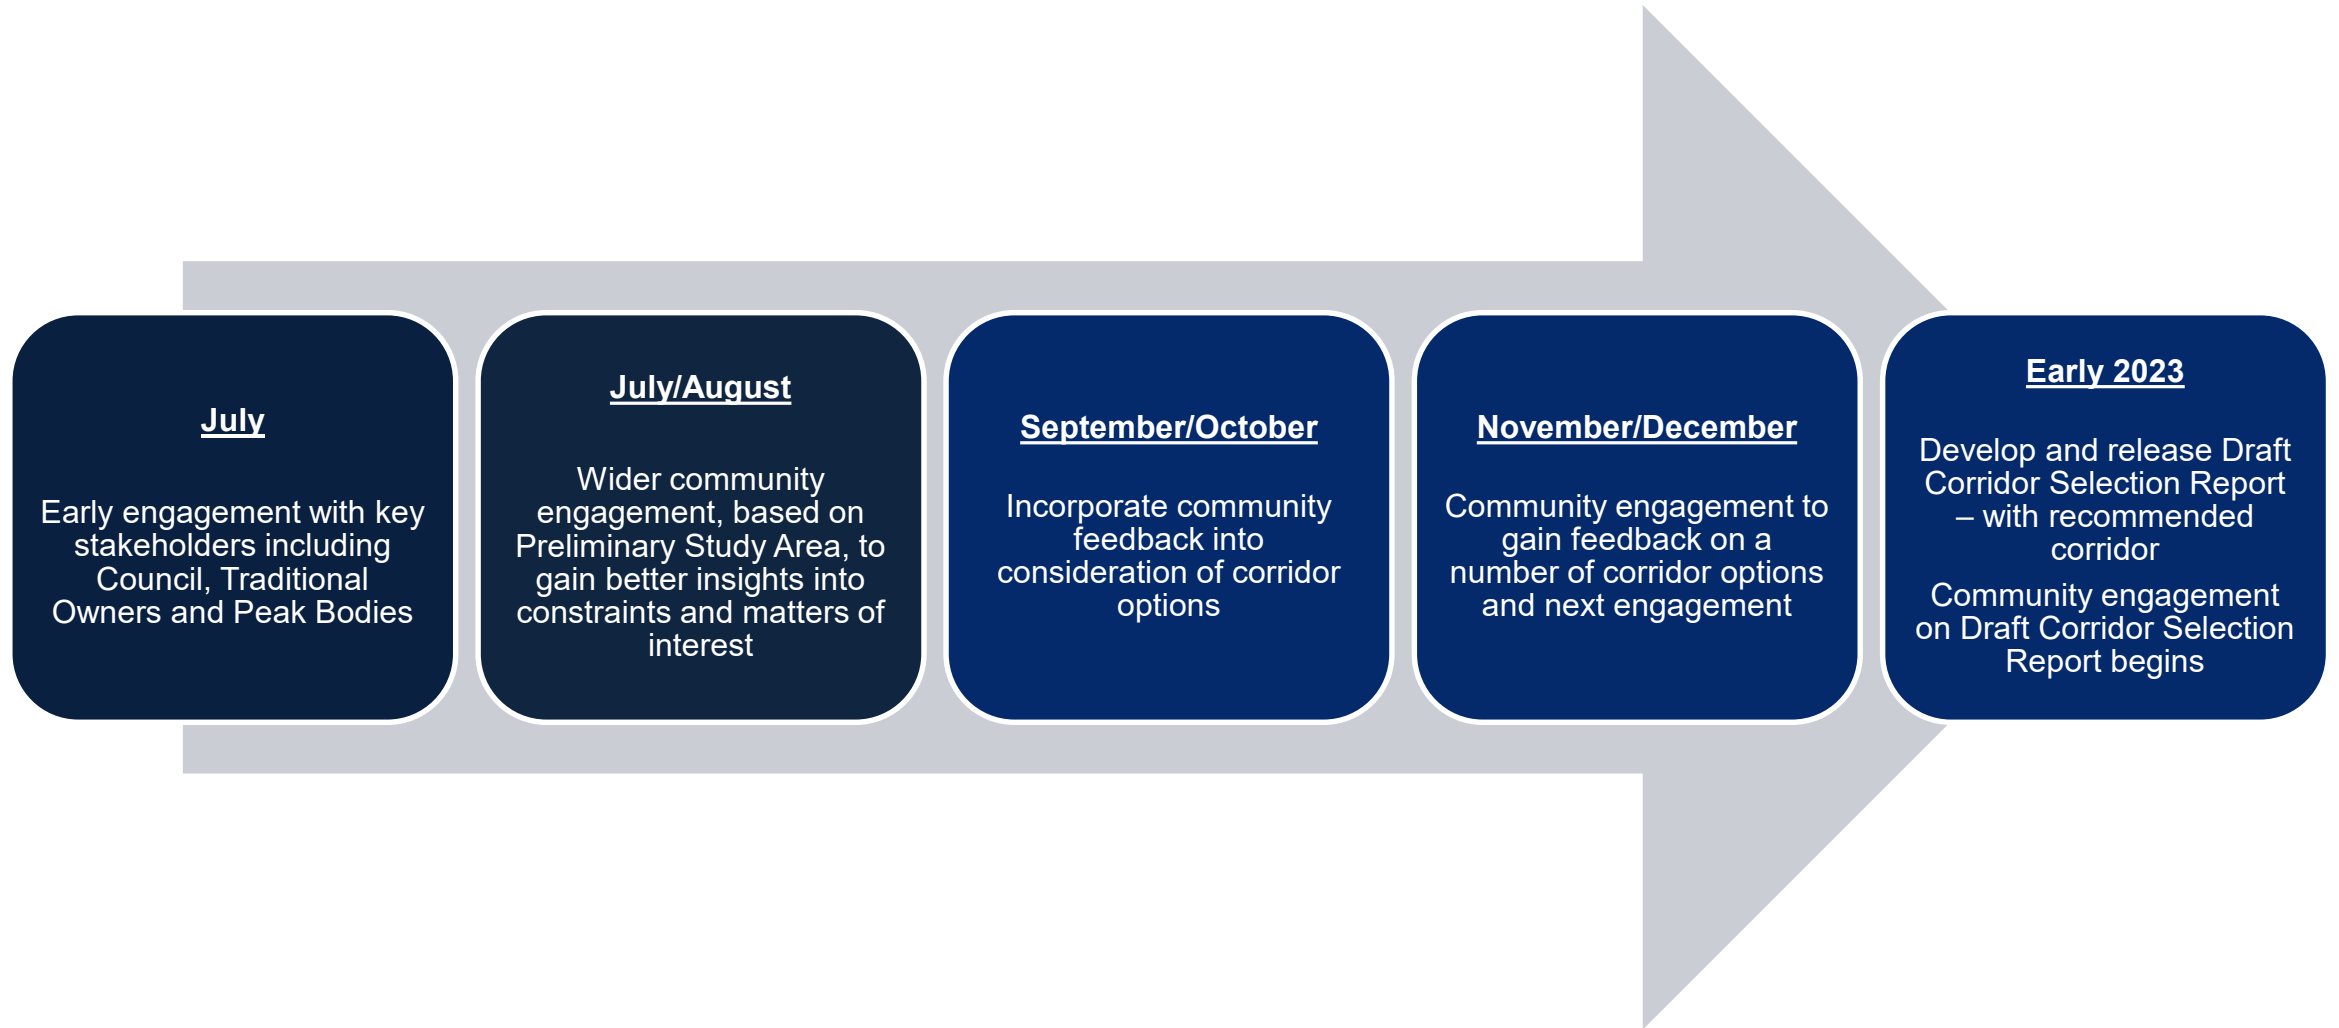 July
Early engagement with key
stakeholders including
Council, Traditional
Owners and Peak Bodies
July/August
Wider community
engagement, based on
Preliminary Study Area, to
gain better insights into
constraints and matters of
interest
September/October
Incorporate community
feedback into
consideration of corridor
options
November/December
Community engagement to
gain feedback on a
number of corridor options
and next engagement
Early 2023
Develop and release Draft
Corridor Selection Report
– with recommended
corridor
Community engagement
on Draft Corridor Selection
Report begins